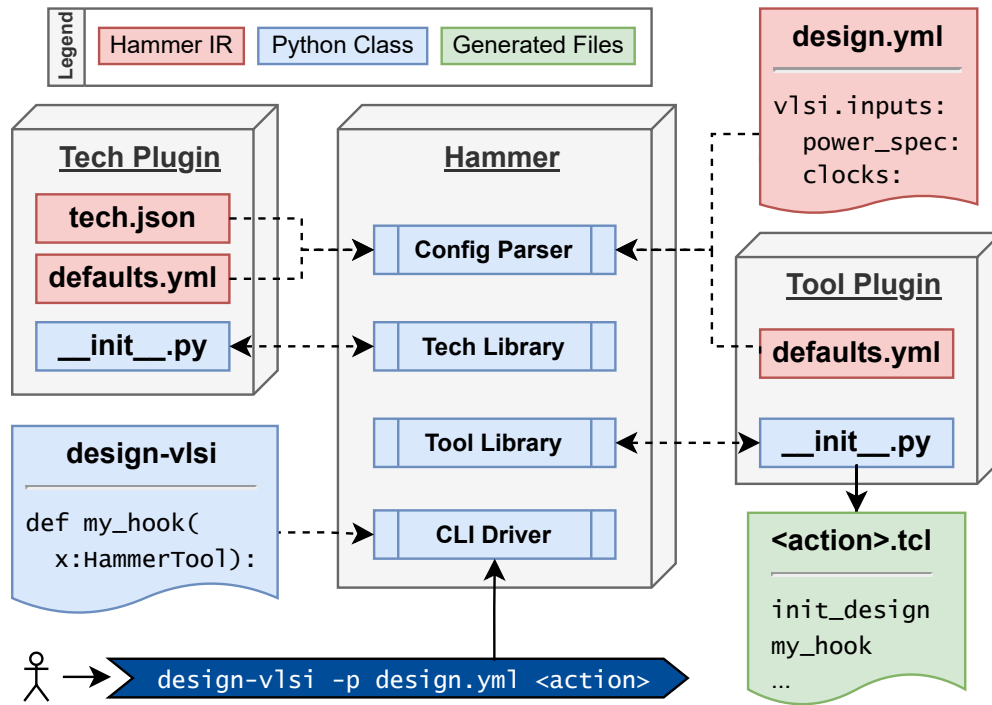 Legend
Hammer IR
Python Class
Generated Files
design.yml
vlsi.inputs:
power_spec:
clocks:
Tech Plugin
tech.json
defaults.yml
__init__.py
Hammer
Config Parser
Tech Library
Tool Library
CLI Driver
Tool Plugin
defaults.yml
__init__.py
design-vlsi
def my_hook(
x:HammerTool):
<action>.tcl
init_design
my_hook
...
design-vlsi -p design.yml <action>